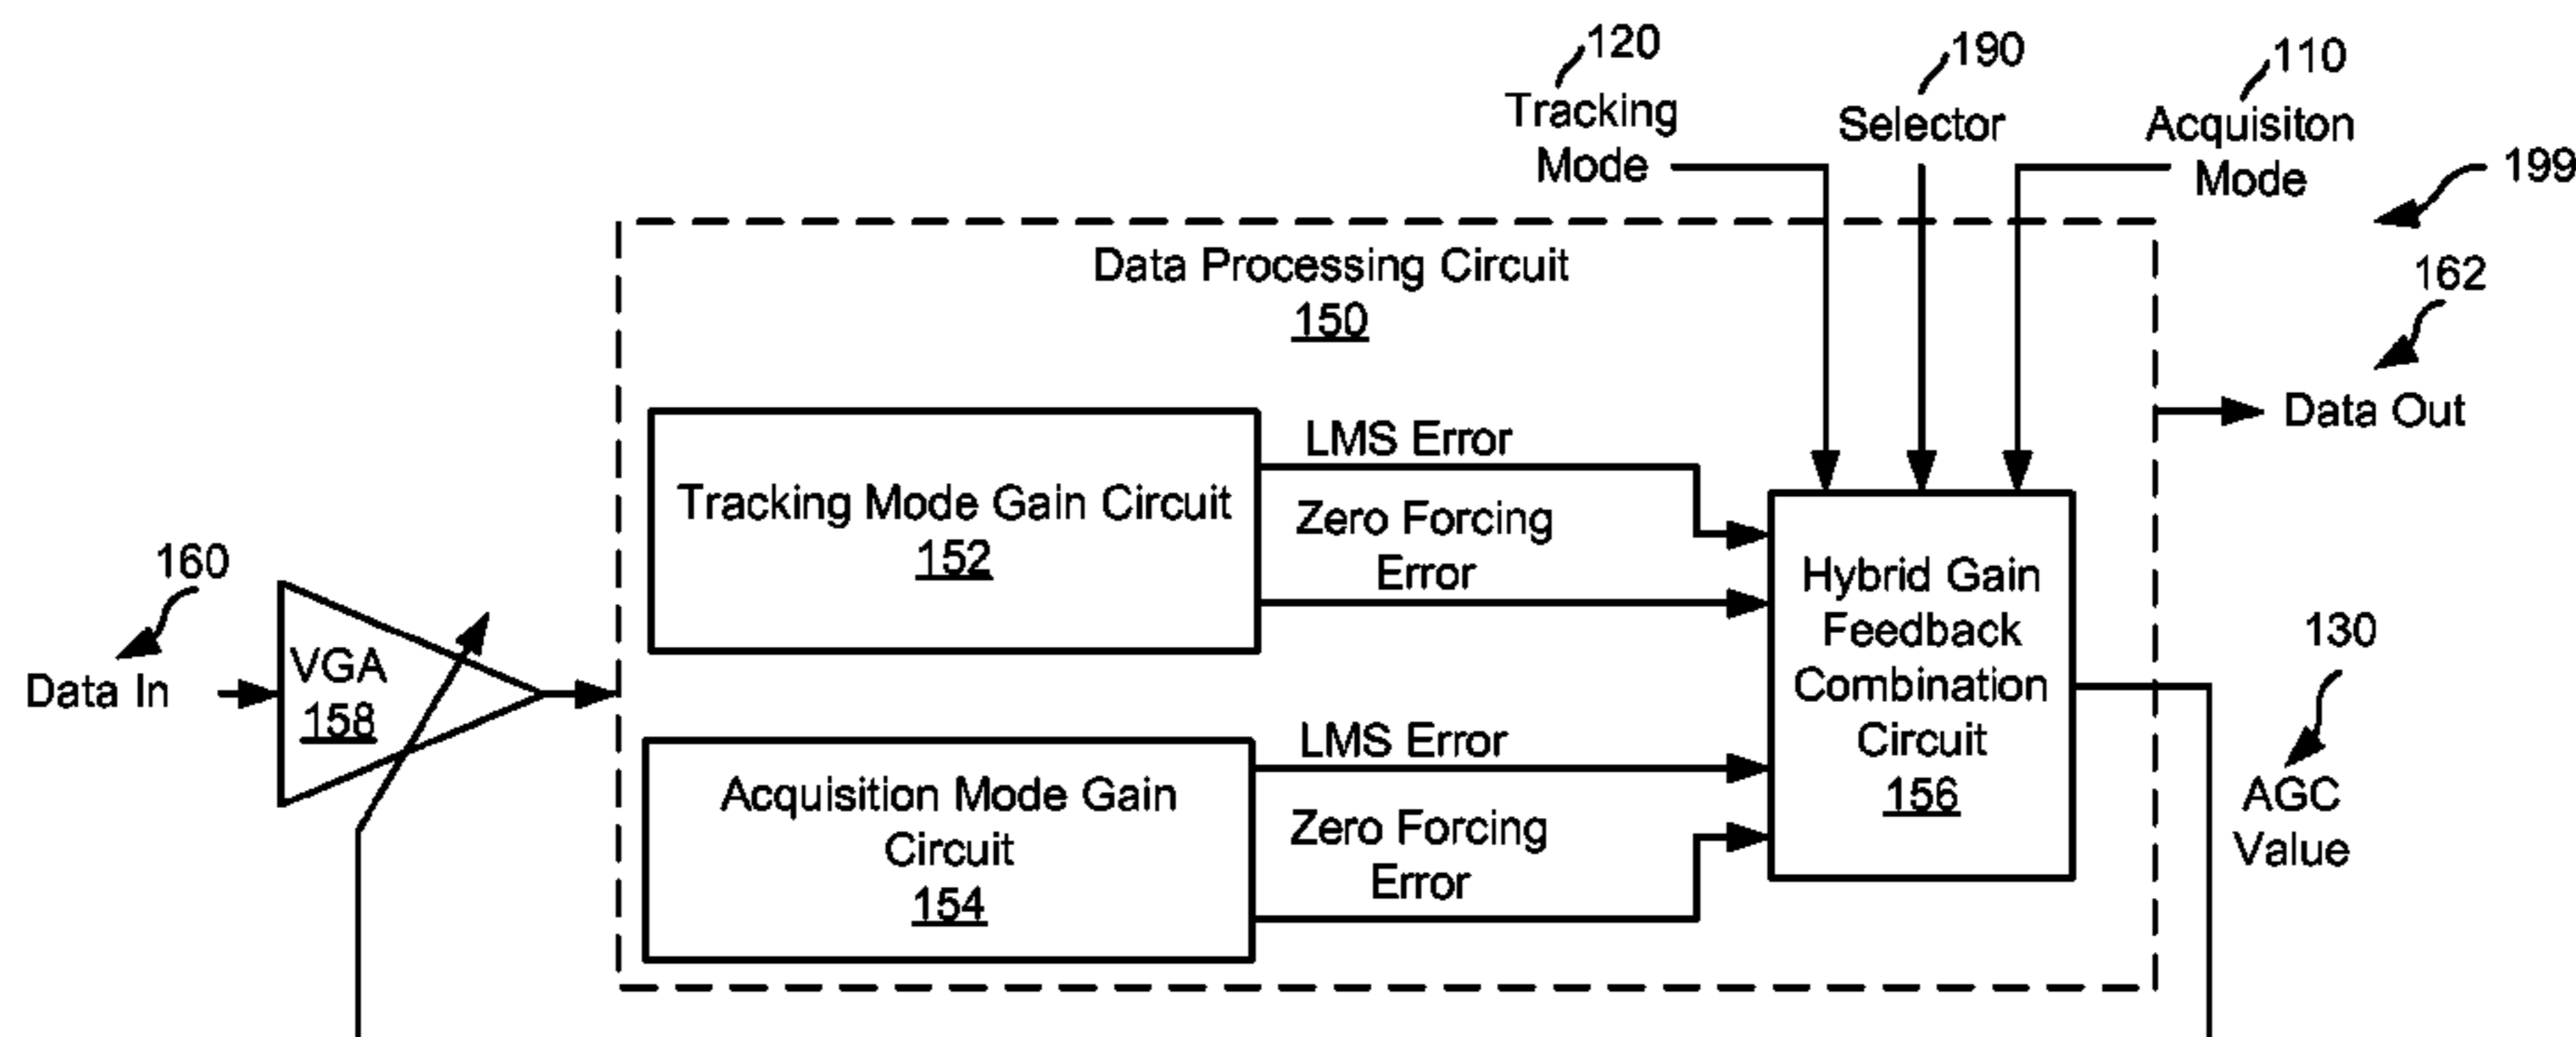 120
190
110
Tracking
Mode
Selector
Acquisiton
Mode
199
Data Processing Circuit
150
162
Data Out
LMS Error
Tracking Mode Gain Circuit
152
Zero Forcing
Error
160
Data In
VGA
158
Hybrid Gain
Feedback
Combination
Circuit
156
130
AGC
Value
LMS Error
Acquisition Mode Gain
Circuit
154
Zero Forcing
Error